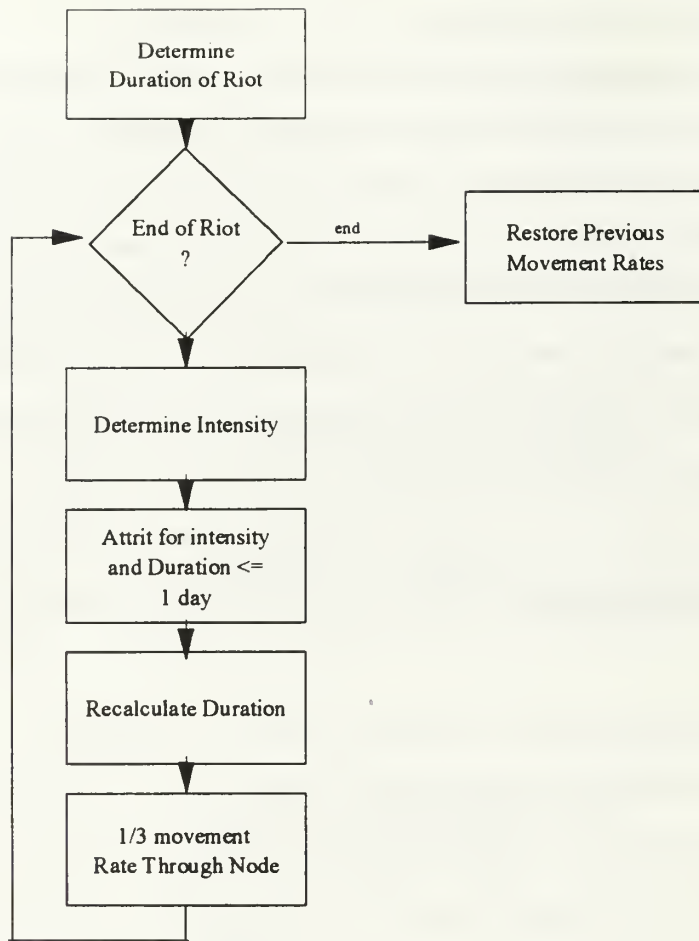 Determine
Duration of Riot
End of Riot
?
end
Restore Previous
Movement Rates
Determine Intensity
Attrit for intensity
and Duration <=
1 day
Recalculate Duration
1/3 movement
Rate Through Node